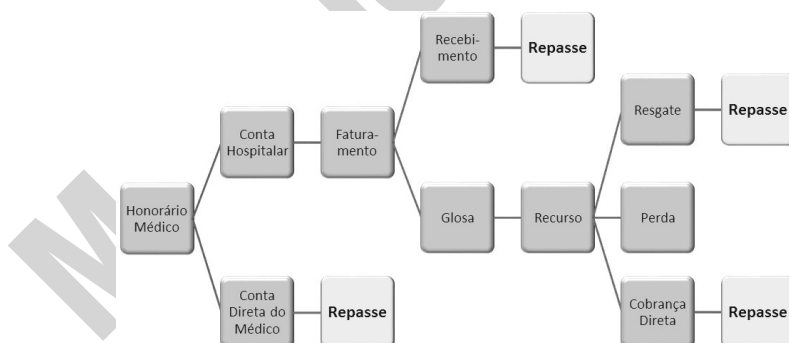 Recebi-
mento
Repasse
Resgate
Repasse
Conta
Hospitalar
Fatura-
mento
Honorário
Médico
Glosa
Recurso
Perda
Conta
Direta do
Médico
Repasse
Cobrança
Direta
Repasse